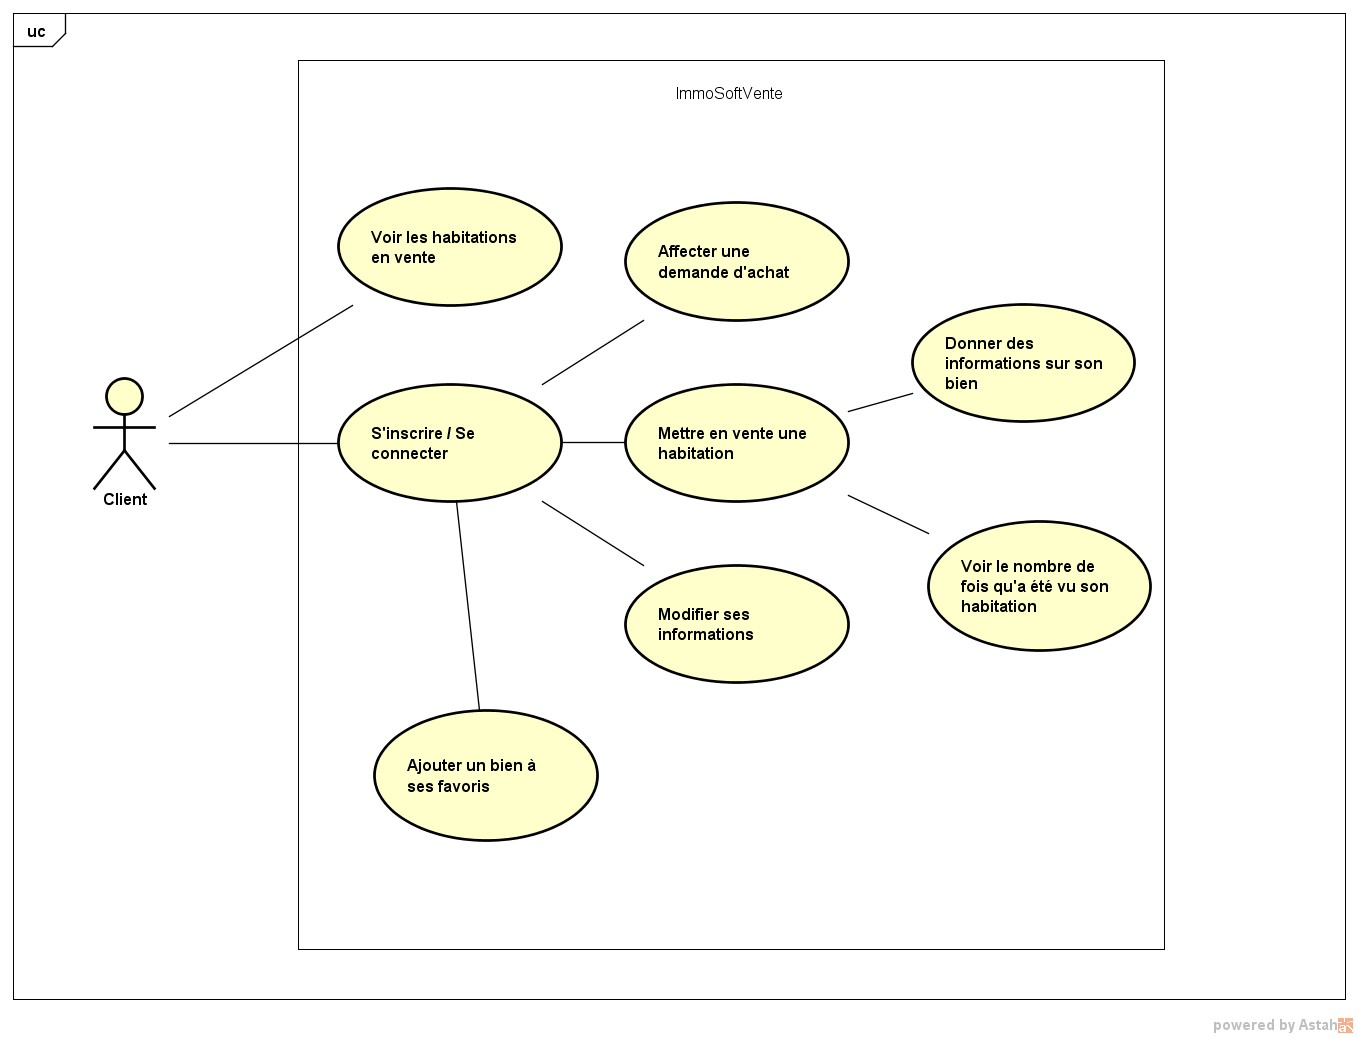 uc
ImmoSoftVente
Voir les habitations
en vente
Affecter une
demande d'achat
Donner des
informations sur son
bien
S'inscrire / Se
connecter
Mettre en vente une
habitation
Client
Voir le nombre de
fois qu'a été vu son
habitation
Modifier ses
informations
Ajouter un bien à
ses favoris
powered by Astah